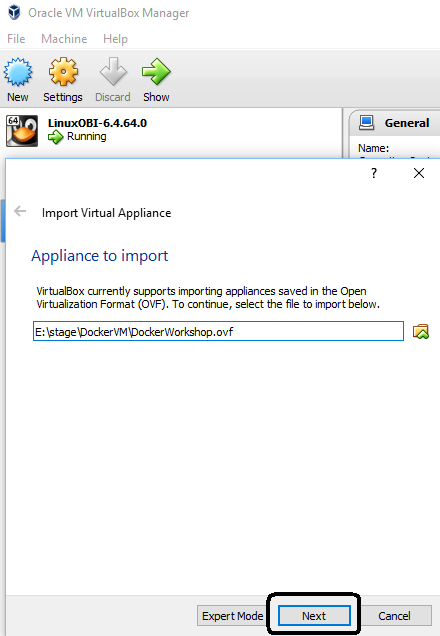 Oracle VM VirtualBox Manager
File Machine Help
New Settings Discard Show
64
LinuxOBI-6.4.64.0
Running
General
Name:
?
Import Virtual Appliance
Appliance to import
VirtualBox currently supports importing appliances saved in the Open
Virtualization Format (OVF). To continue, select the file to import below.
E:\stage\DockerVM\DockerWorkshop.ovf
Expert Mode Next Cancel